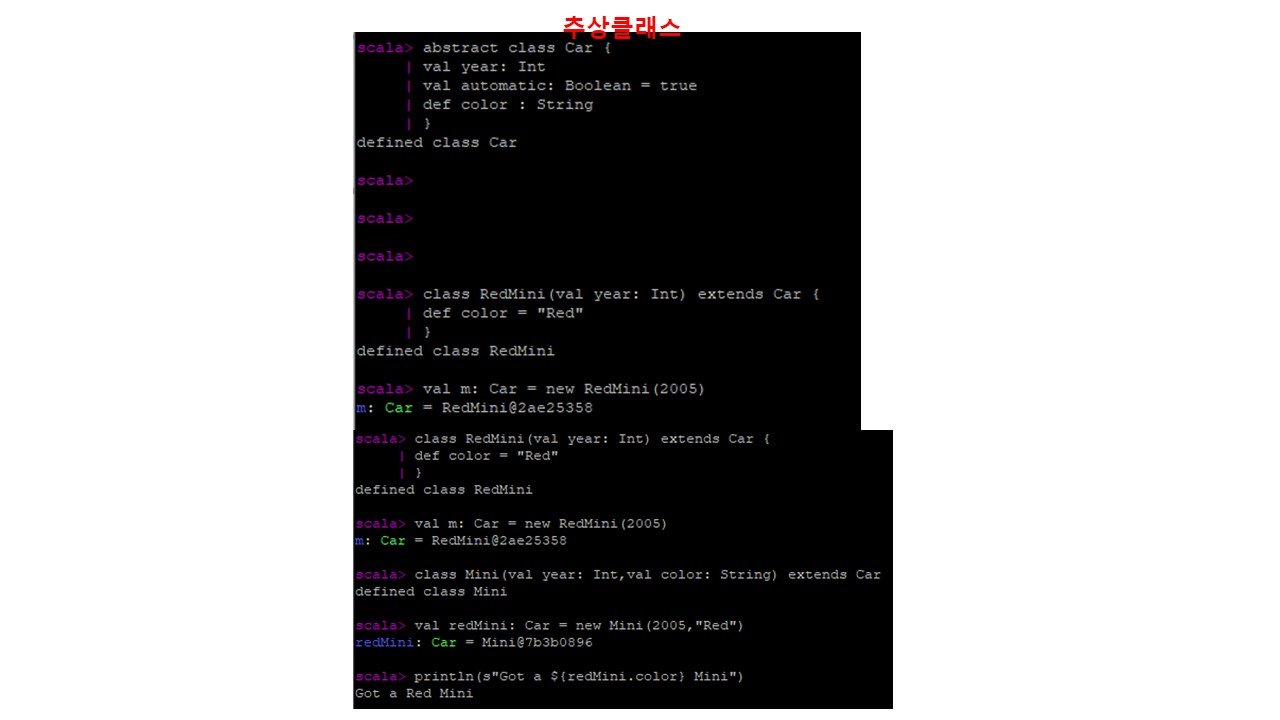 추상클래스
scala> abstract class Car {
| val year: Int
| val automatic: Boolean = true
| def color : String
| }
defined class Car
scala>
scala>
scala>
scala> class RedMini(val year: Int) extends Car {
| def color = "Red"
| }
defined class RedMini
scala> val m: Car = new RedMini(2005)
m: Car = RedMini@2ae25358
scala> class RedMini(val year: Int) extends Car {
| def color = "Red"
| }
defined class RedMini
scala> val m: Car = new RedMini(2005)
m: Car = RedMini@2ae25358
scala> class Mini(val year: Int,val color: String) extends Car
defined class Mini
scala> val redMini: Car = new Mini(2005,"Red")
redMini: Car = Mini@7b3b0896
scala> println(s"Got a ${redMini.color} Mini")
Got a Red Mini